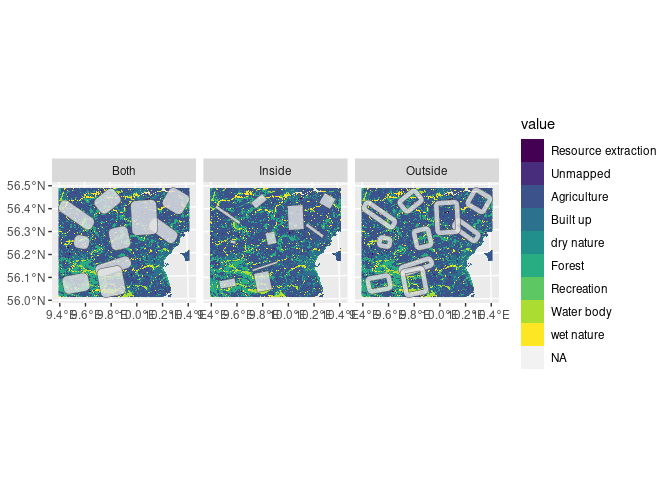 value
Both Inside Outside
Resource extraction
Unmapped
Agriculture
Built up
dry nature
Forest
Recreation
Water body
wet nature
NA
56.5°N
56.4°N
56.3°N
56.2°N
56.1°N
56.0°N
9.4°E 9.6°E 9.8°E 10.0°E 10.2°E 10.4°E 9.4°E 9.6°E 9.8°E 10.0°E 10.2°E 10.4°E 9.4°E 9.6°E 9.8°E 10.0°E 10.2°E 10.4°E